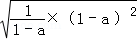 √(1/(1-a) × (1-a)²)